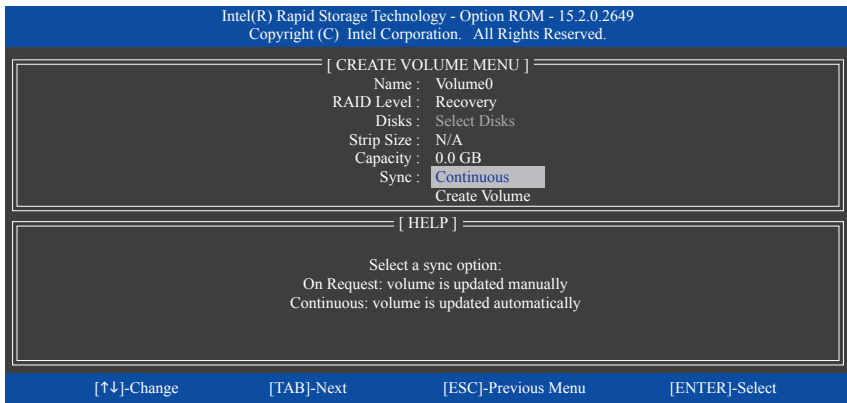 Intel(R) Rapid Storage Technology - Option ROM - 15.2.0.2649
Copyright (C) Intel Corporation. All Rights Reserved.
[ CREATE VOLUME MENU ]
Name : Volume0
RAID Level : Recovery
Disks : Select Disks
Strip Size : N/A
Capacity : 0.0 GB
Sync : Continuous
Create Volume
[ HELP ]
Select a sync option:
On Request: volume is updated manually
Continuous: volume is updated automatically
[↑↓]-Change [TAB]-Next [ESC]-Previous Menu [ENTER]-Select